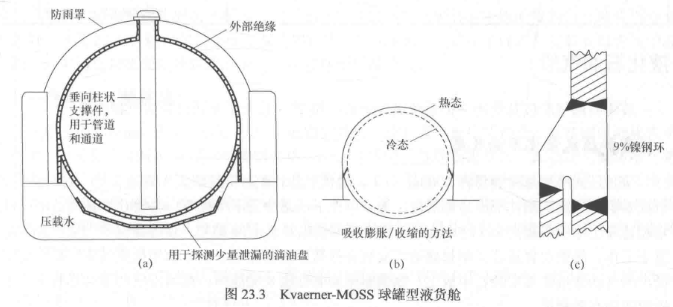 防雨罩
外部绝缘
垂向柱状
支撑件，
用于管道
和通道
热态
冷态
9%镍钢环
压载水
吸收膨胀/收缩的方法
用于探测少量泄漏的滴油盘
(a)
(b)
(c)
图 23.3 Kvaerner-MOSS 球罐型液货舱